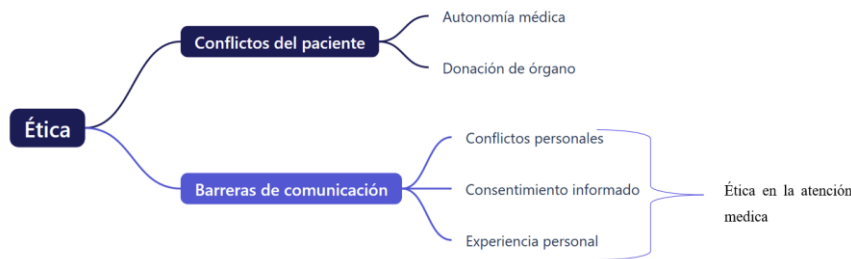 Ética
Conflictos del paciente
Autonomía médica
Donación de órgano
Barreras de comunicación
Conflictos personales
Consentimiento informado
Experiencia personal
Ética en la atención
medica